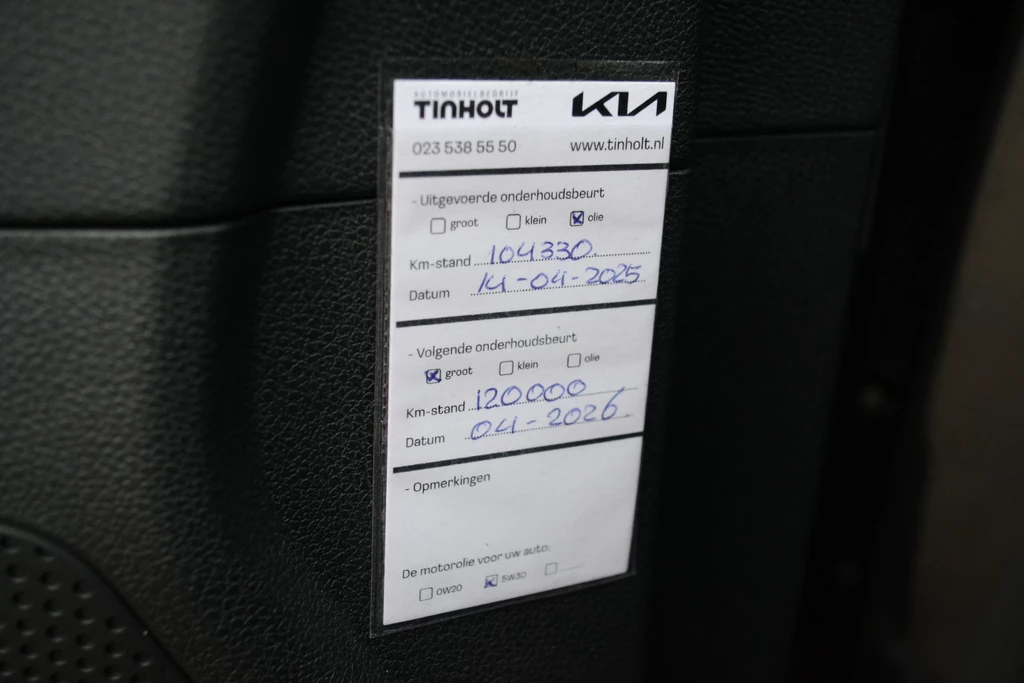 AUTOMOBIELBEDRIJF
TINHOLT KIA
023 538 55 50 www.tinholt.nl
- Uitgevoerde onderhoudsbeurt
groot klein olie
Km-stand 104330
Datum 14-04-2025
- Volgende onderhoudsbeurt
groot klein olie
Km-stand 120000
Datum 04-2026
- Opmerkingen
De motorolie voor uw auto:
0W20 5W30